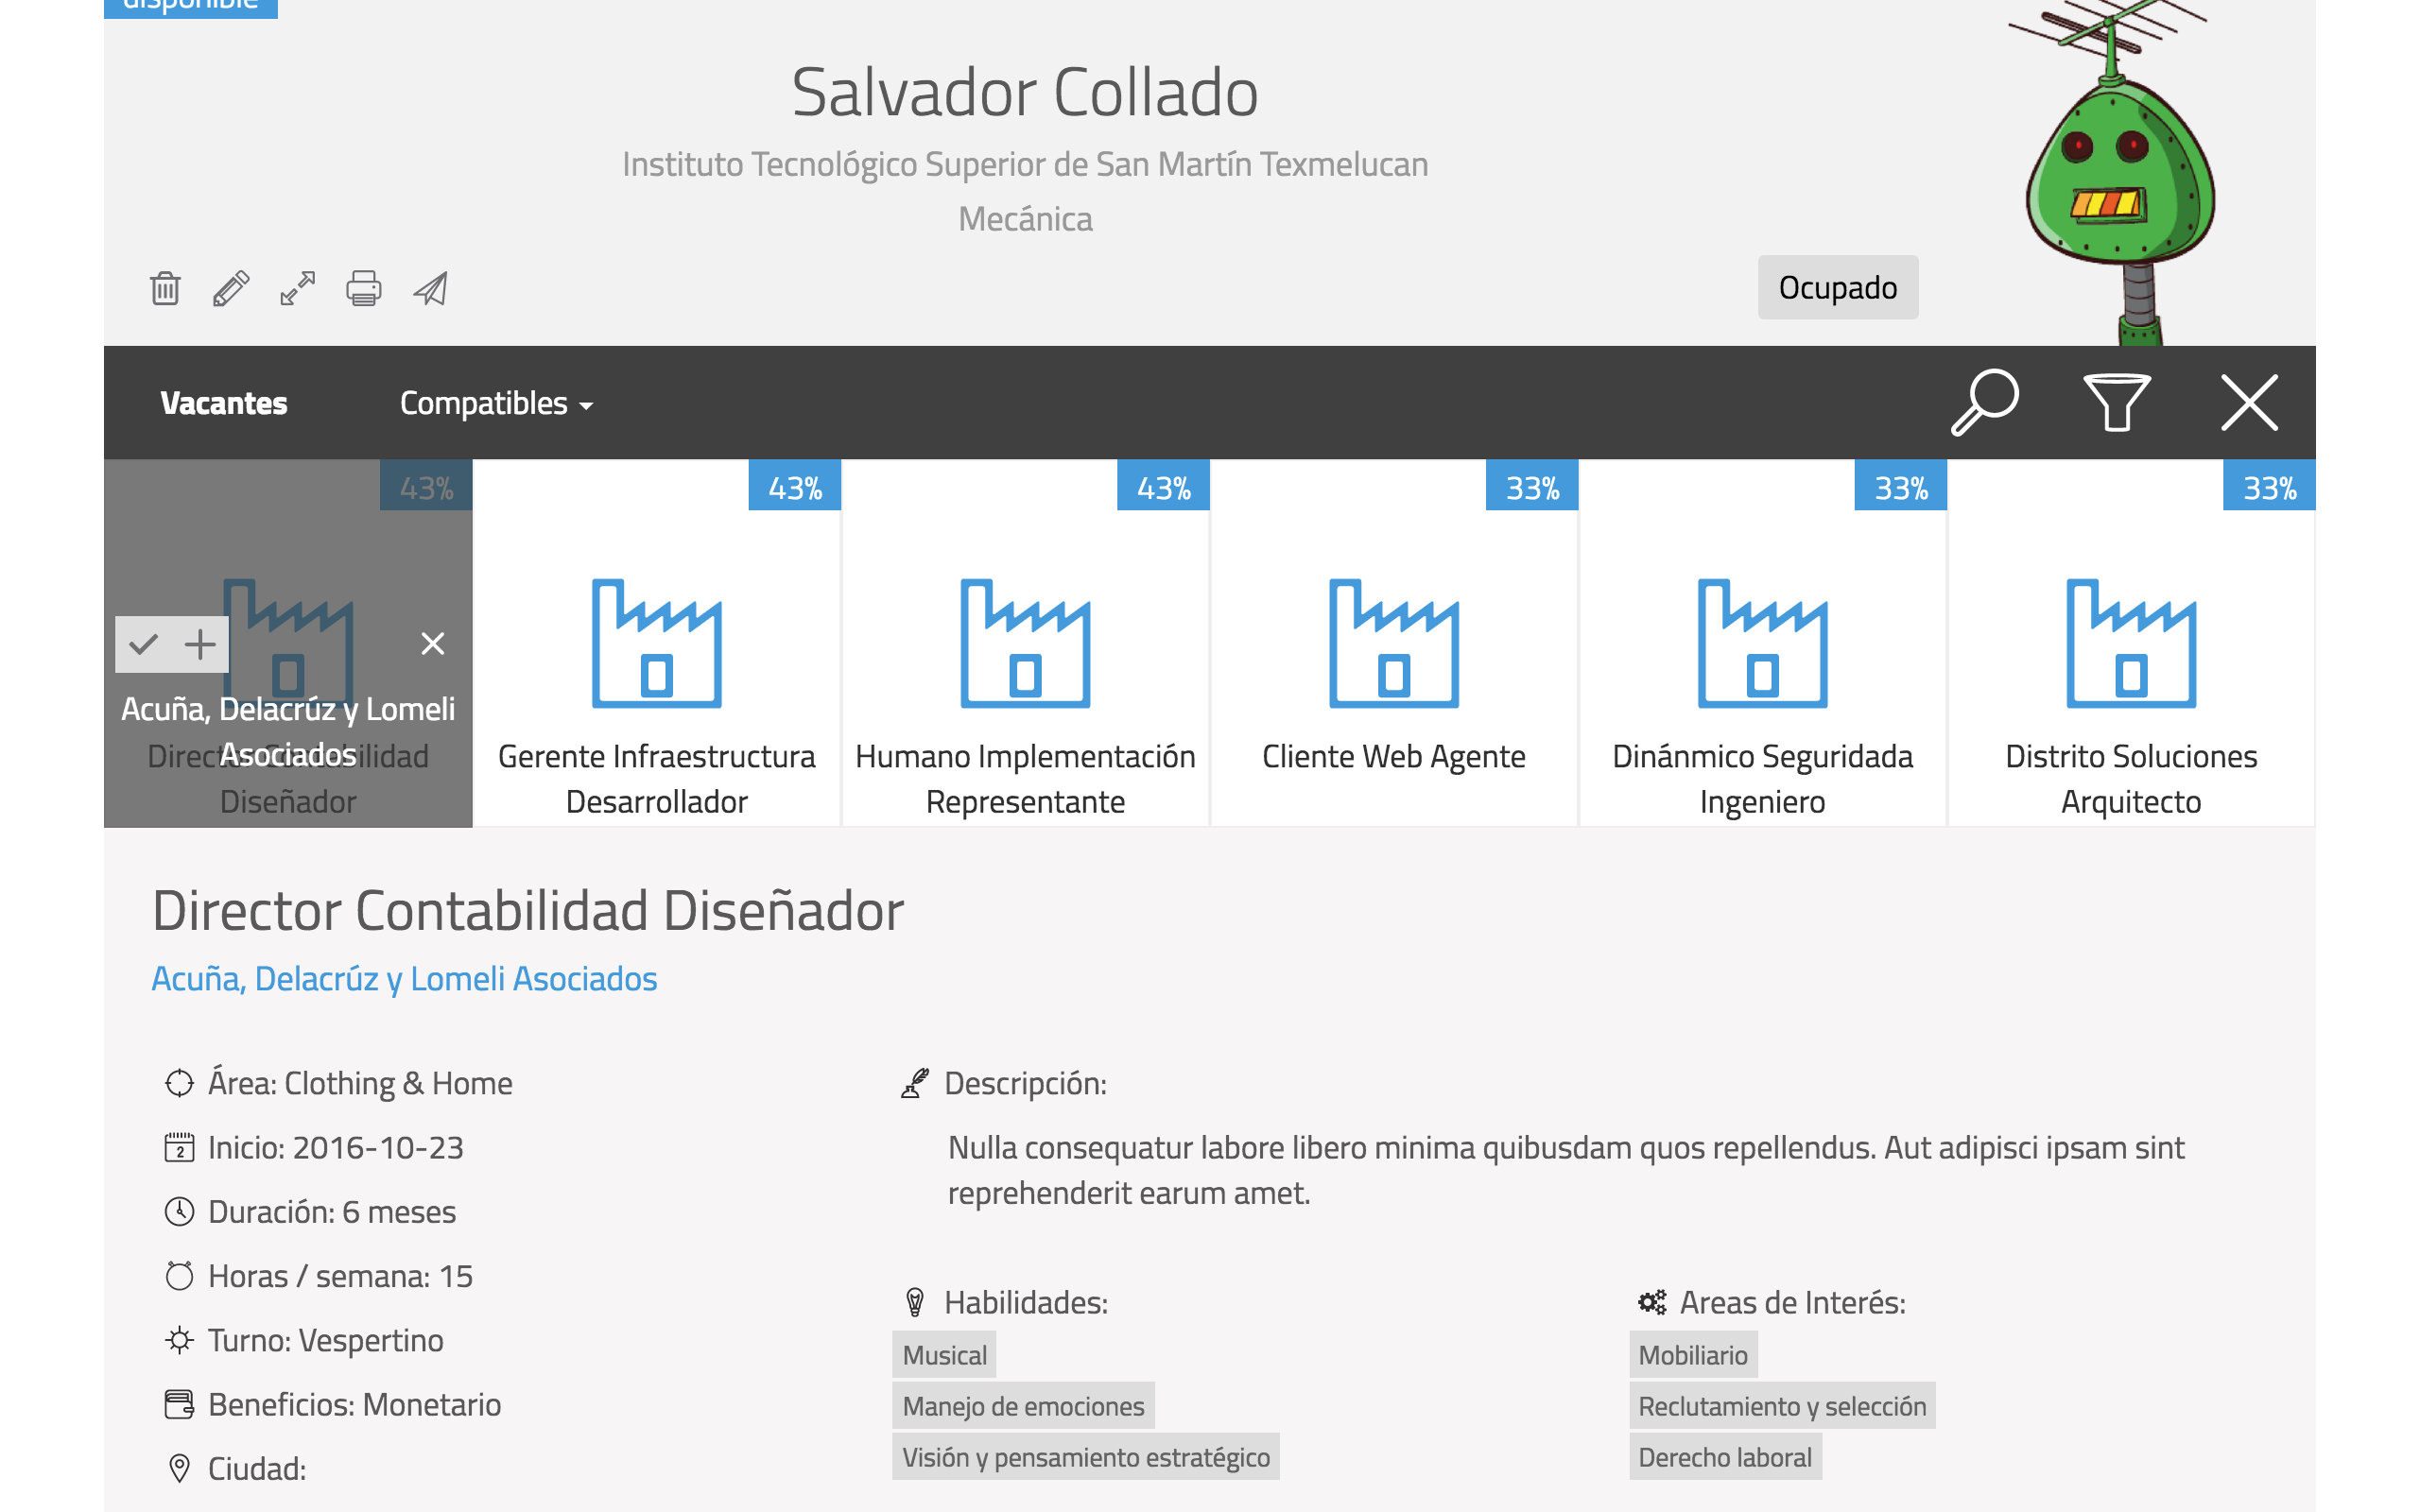 disponible
Salvador Collado
Instituto Tecnológico Superior de San Martín Texmelucan
Mecánica
Ocupado
Vacantes
Compatibles
43%
43%
43%
33%
33%
33%
Acuña, Delacrúz y Lomeli
Asociados
Director Contabilidad
Diseñador
Gerente Infraestructura
Desarrollador
Humano Implementación
Representante
Cliente Web Agente
Dinánmico Seguridada
Ingeniero
Distrito Soluciones
Arquitecto
Director Contabilidad Diseñador
Acuña, Delacrúz y Lomeli Asociados
Área: Clothing & Home
2
Inicio: 2016-10-23
Duración: 6 meses
Horas / semana: 15
Turno: Vespertino
Beneficios: Monetario
Ciudad:
Descripción:
Nulla consequatur labore libero minima quibusdam quos repellendus. Aut adipisci ipsam sint
reprehenderit earum amet.
Habilidades:
Musical
Manejo de emociones
Visión y pensamiento estratégico
Areas de Interés:
Mobiliario
Reclutamiento y selección
Derecho laboral